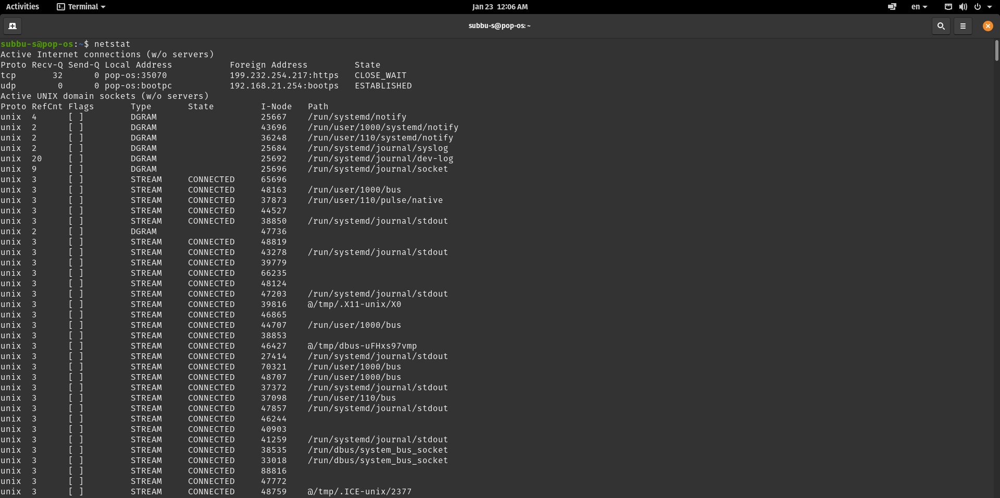 Activities Terminal Jan 23 12:06 AM en
subbu-s@pop-os: ~
subbu-s@pop-os:~$ netstat
Active Internet connections (w/o servers)
Proto Recv-Q Send-Q Local Address           Foreign Address         State
tcp       32      0 pop-os:35070            199.232.254.217:https   CLOSE_WAIT
udp        0      0 pop-os:bootpc           192.168.21.254:bootps   ESTABLISHED
Active UNIX domain sockets (w/o servers)
Proto RefCnt Flags       Type       State         I-Node   Path
unix  4      [ ]         DGRAM                    25667    /run/systemd/notify
unix  2      [ ]         DGRAM                    43696    /run/user/1000/systemd/notify
unix  2      [ ]         DGRAM                    36248    /run/user/110/systemd/notify
unix  2      [ ]         DGRAM                    25684    /run/systemd/journal/syslog
unix  20     [ ]         DGRAM                    25692    /run/systemd/journal/dev-log
unix  9      [ ]         DGRAM                    25696    /run/systemd/journal/socket
unix  3      [ ]         STREAM     CONNECTED     65696
unix  3      [ ]         STREAM     CONNECTED     48163    /run/user/1000/bus
unix  3      [ ]         STREAM     CONNECTED     37873    /run/user/110/pulse/native
unix  3      [ ]         STREAM     CONNECTED     44527
unix  3      [ ]         STREAM     CONNECTED     38850    /run/systemd/journal/stdout
unix  2      [ ]         DGRAM                    47736
unix  3      [ ]         STREAM     CONNECTED     48819
unix  3      [ ]         STREAM     CONNECTED     43278    /run/systemd/journal/stdout
unix  3      [ ]         STREAM     CONNECTED     39779
unix  3      [ ]         STREAM     CONNECTED     66235
unix  3      [ ]         STREAM     CONNECTED     48124
unix  3      [ ]         STREAM     CONNECTED     47203    /run/systemd/journal/stdout
unix  3      [ ]         STREAM     CONNECTED     39816    @/tmp/.X11-unix/X0
unix  3      [ ]         STREAM     CONNECTED     46865
unix  3      [ ]         STREAM     CONNECTED     44707    /run/user/1000/bus
unix  3      [ ]         STREAM     CONNECTED     38853
unix  3      [ ]         STREAM     CONNECTED     46427    @/tmp/dbus-uFHxs97vmp
unix  3      [ ]         STREAM     CONNECTED     27414    /run/systemd/journal/stdout
unix  3      [ ]         STREAM     CONNECTED     70321    /run/user/1000/bus
unix  3      [ ]         STREAM     CONNECTED     48707    /run/user/1000/bus
unix  3      [ ]         STREAM     CONNECTED     37372    /run/systemd/journal/stdout
unix  3      [ ]         STREAM     CONNECTED     37098    /run/user/110/bus
unix  3      [ ]         STREAM     CONNECTED     47857    /run/systemd/journal/stdout
unix  3      [ ]         STREAM     CONNECTED     46244
unix  3      [ ]         STREAM     CONNECTED     40903
unix  3      [ ]         STREAM     CONNECTED     41259    /run/systemd/journal/stdout
unix  3      [ ]         STREAM     CONNECTED     38535    /run/dbus/system_bus_socket
unix  3      [ ]         STREAM     CONNECTED     33018    /run/dbus/system_bus_socket
unix  3      [ ]         STREAM     CONNECTED     88816
unix  3      [ ]         STREAM     CONNECTED     47772
unix  3      [ ]         STREAM     CONNECTED     48759    @/tmp/.ICE-unix/2377